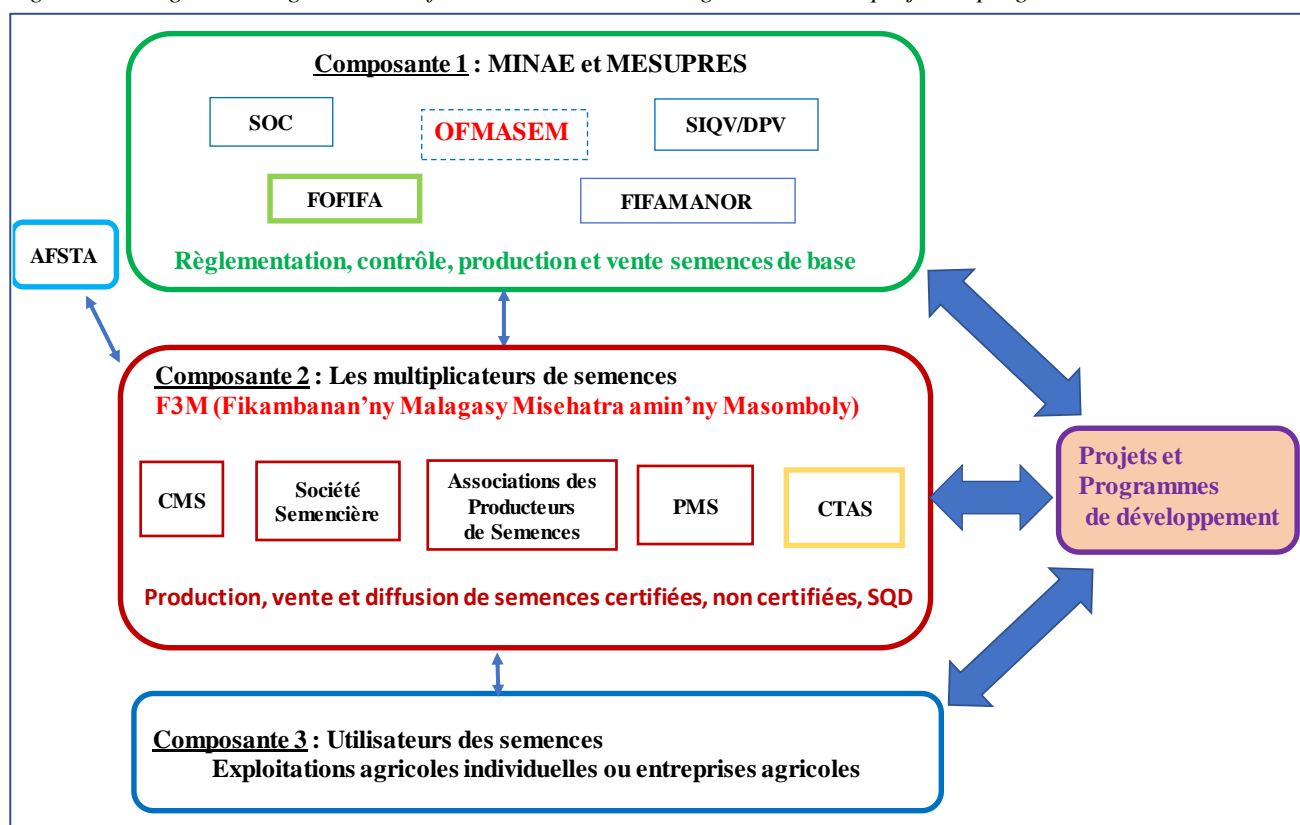 Composante 1 : MINAE et MESUPRES
SOC
OFMASEM
SIQV/DPV
FOFIFA
FIFAMANOR
AFSTA
Règlementation, contrôle, production et vente semences de base
Composante 2 : Les multiplicateurs de semences
F3M (Fikambanan’ny Malagasy Misehatra amin’ny Masomboly)
CMS
Société
Semencière
Associations des
Producteurs
de Semences
PMS
CTAS
Production, vente et diffusion de semences certifiées, non certifiées, SQD
Projets et
Programmes
de développement
Composante 3 : Utilisateurs des semences
Exploitations agricoles individuelles ou entreprises agricoles